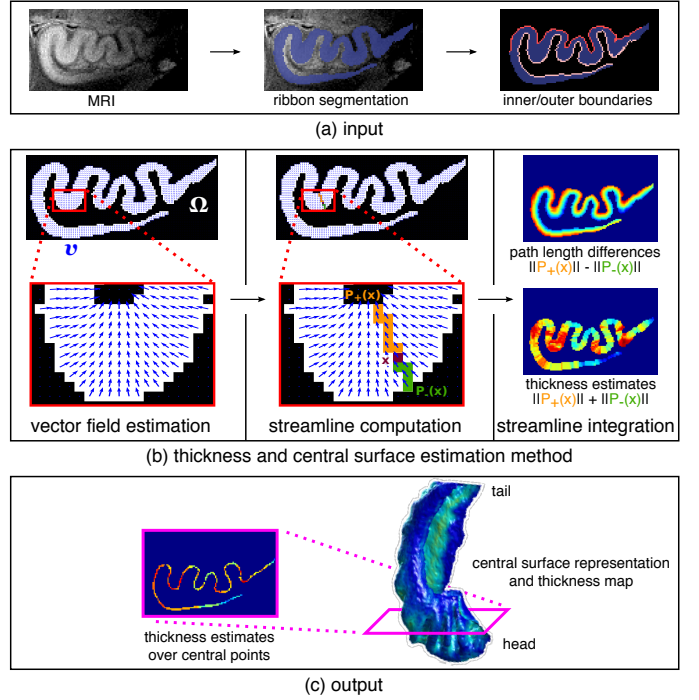 MRI
ribbon segmentation
inner/outer boundaries
(a) input
Ω
v
P+(x)
x
P-(x)
path length differences
||P+(x)|| - ||P-(x)||
thickness estimates
||P+(x)|| + ||P-(x)||
vector field estimation
streamline computation
streamline integration
(b) thickness and central surface estimation method
tail
central surface representation
and thickness map
thickness estimates
over central points
head
(c) output